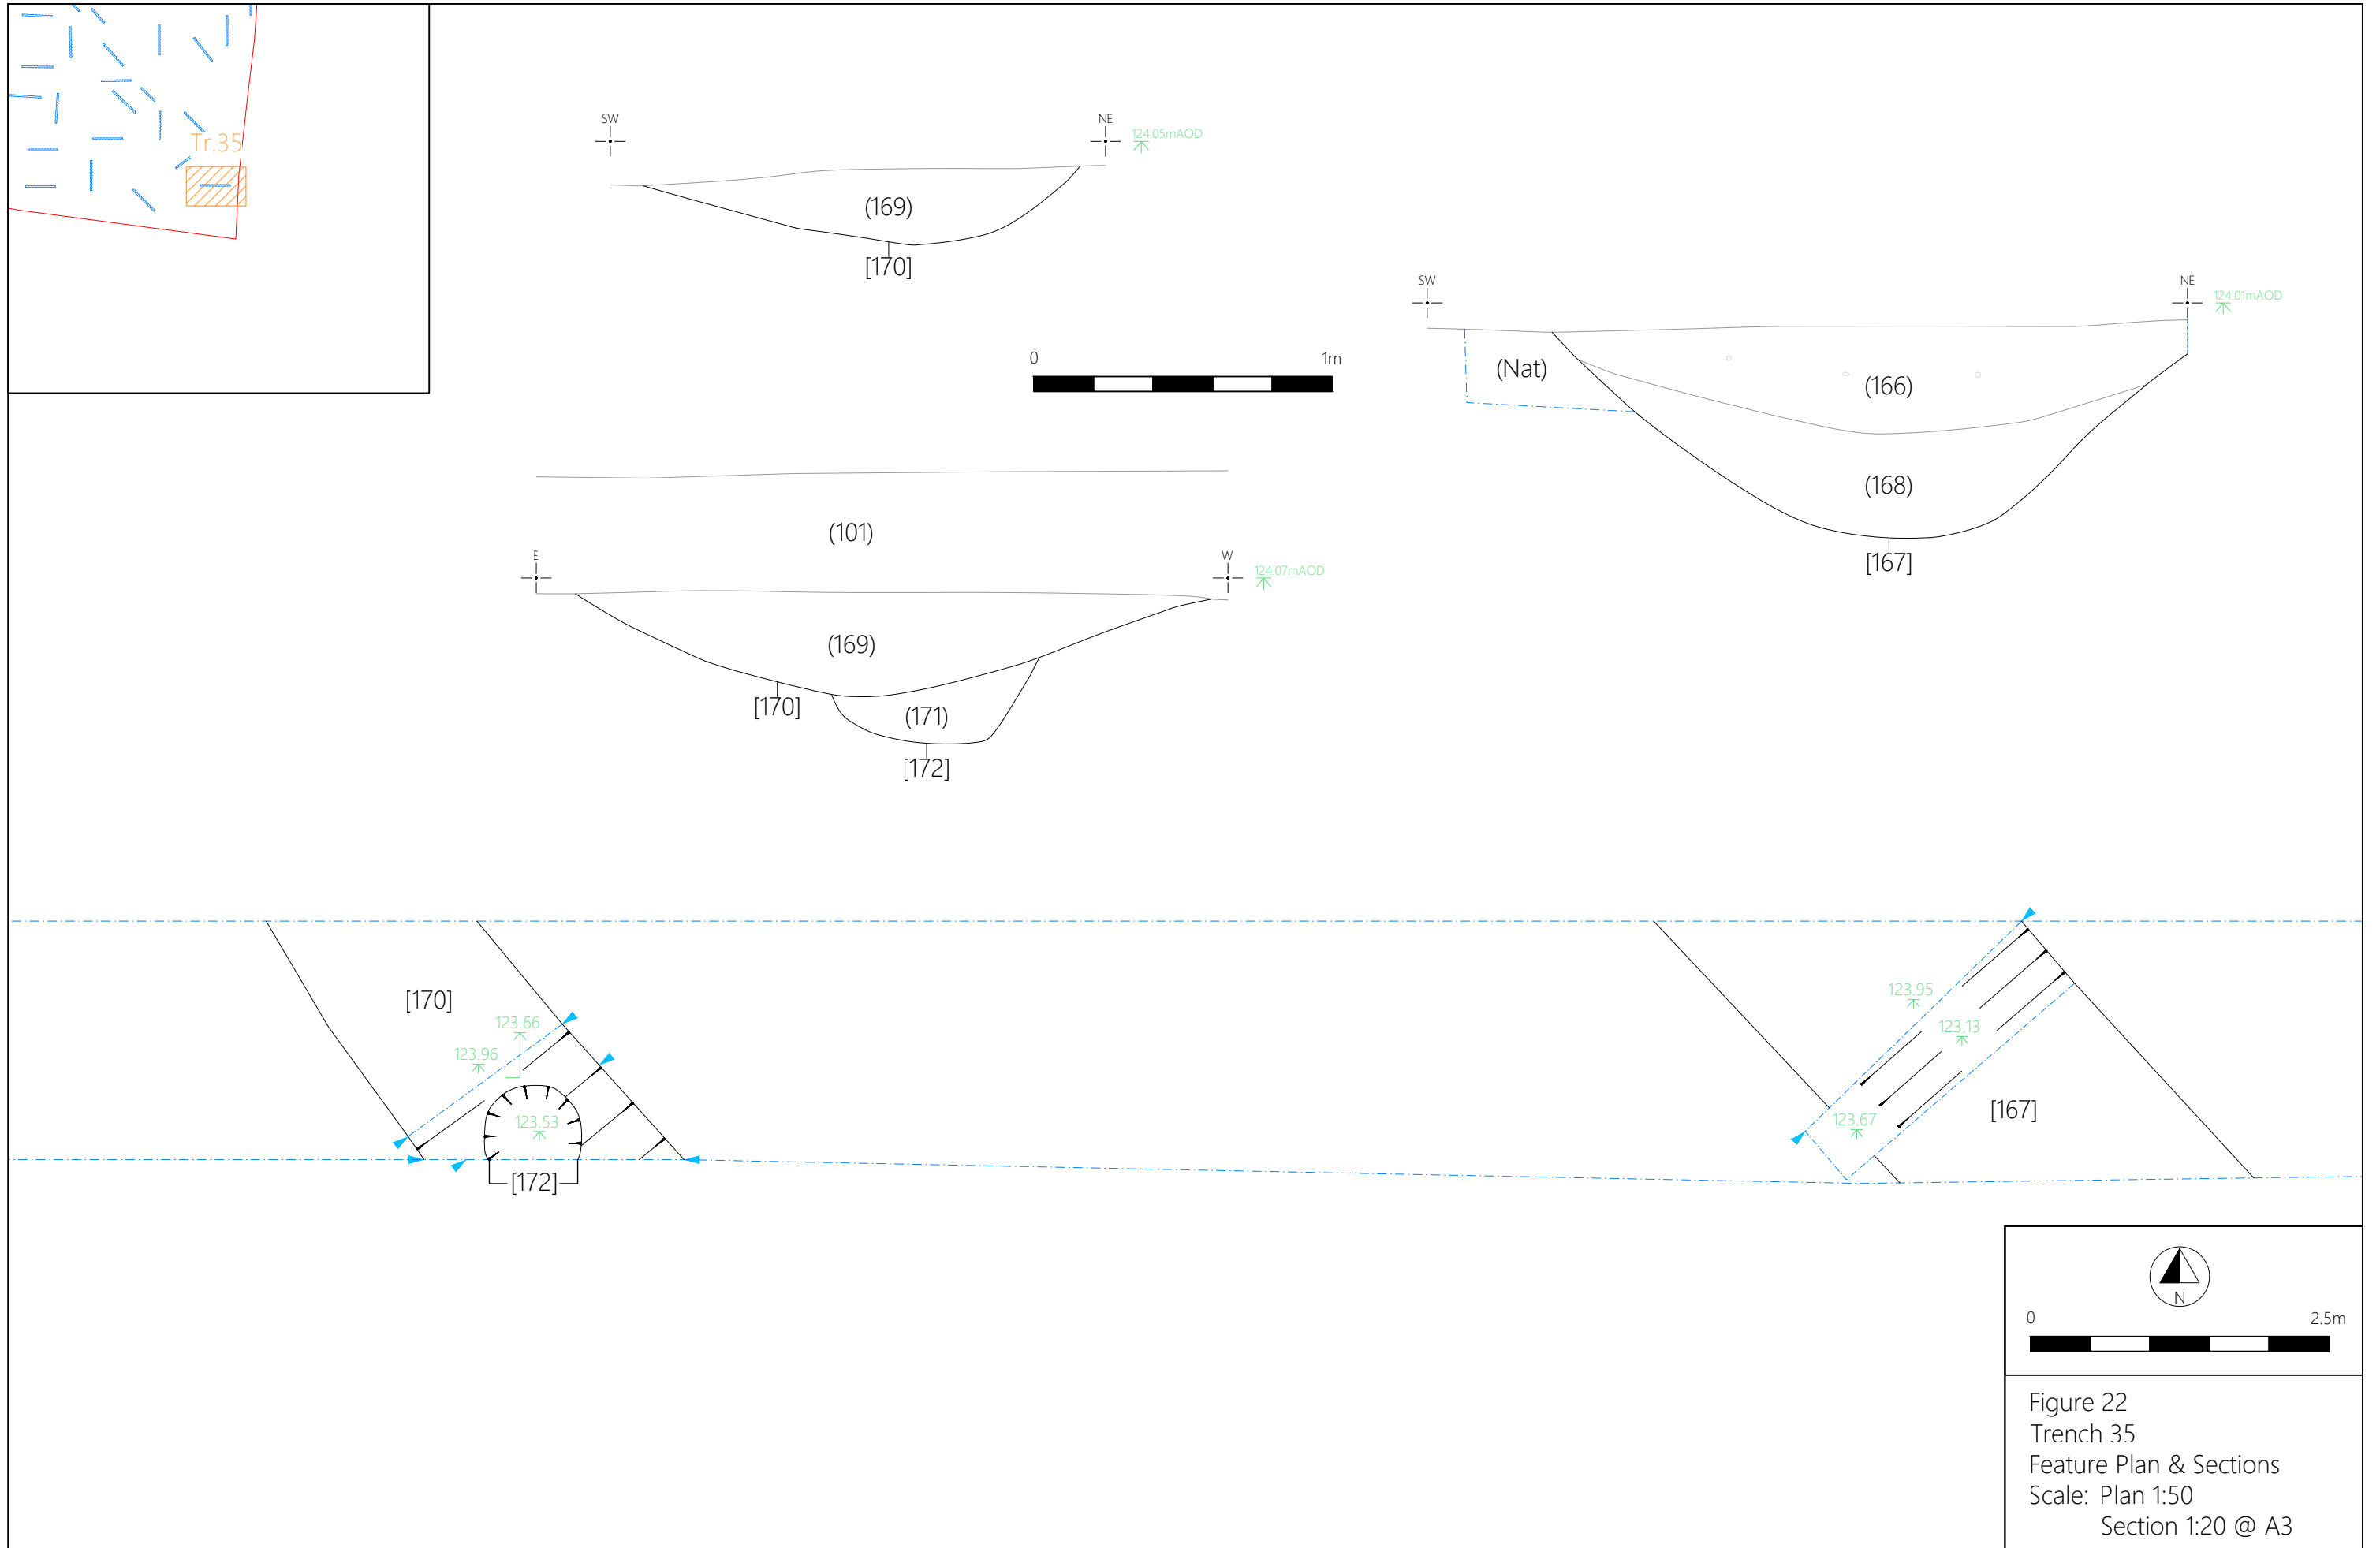 Tr.35
SW
NE
124.05mAOD
(169)
[170]
0
1m
SW
NE
124.01mAOD
(Nat)
(166)
(168)
[167]
(101)
E
W
124.07mAOD
(169)
[170]
(171)
[172]
[170]
123.66
123.96
123.53
[172]
123.95
123.13
123.67
[167]
N
0
2.5m
Figure 22
Trench 35
Feature Plan & Sections
Scale: Plan 1:50
Section 1:20 @ A3